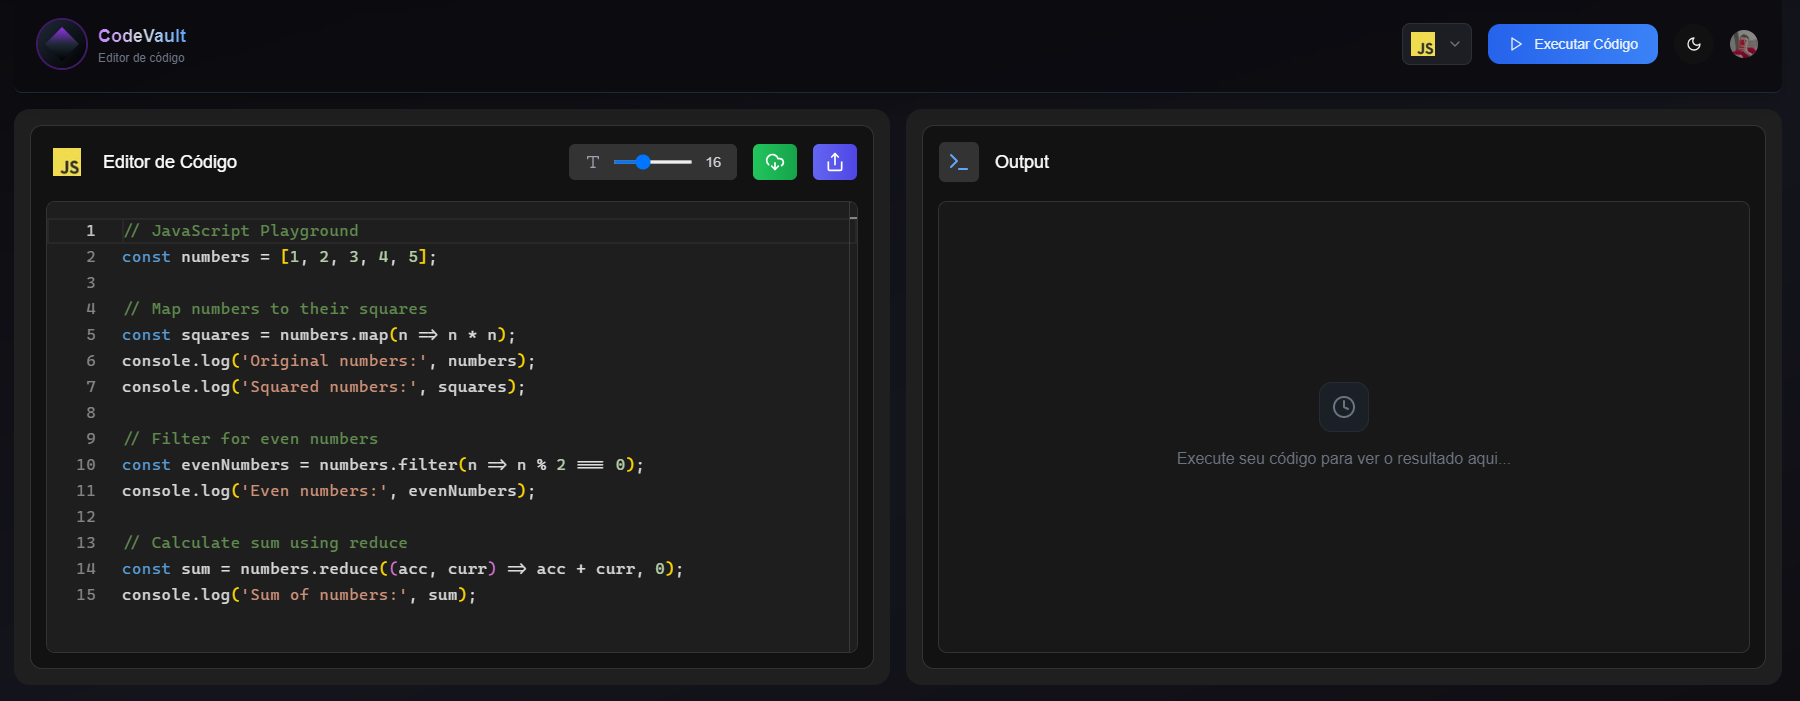 CodeVault
Editor de código
JS
Executar Código
JS
Editor de Código
T
16
1 // JavaScript Playground
2 const numbers = [1, 2, 3, 4, 5];
3
4 // Map numbers to their squares
5 const squares = numbers.map(n => n * n);
6 console.log('Original numbers:', numbers);
7 console.log('Squared numbers:', squares);
8
9 // Filter for even numbers
10 const evenNumbers = numbers.filter(n => n % 2 === 0);
11 console.log('Even numbers:', evenNumbers);
12
13 // Calculate sum using reduce
14 const sum = numbers.reduce((acc, curr) => acc + curr, 0);
15 console.log('Sum of numbers:', sum);
Output
Execute seu código para ver o resultado aqui...